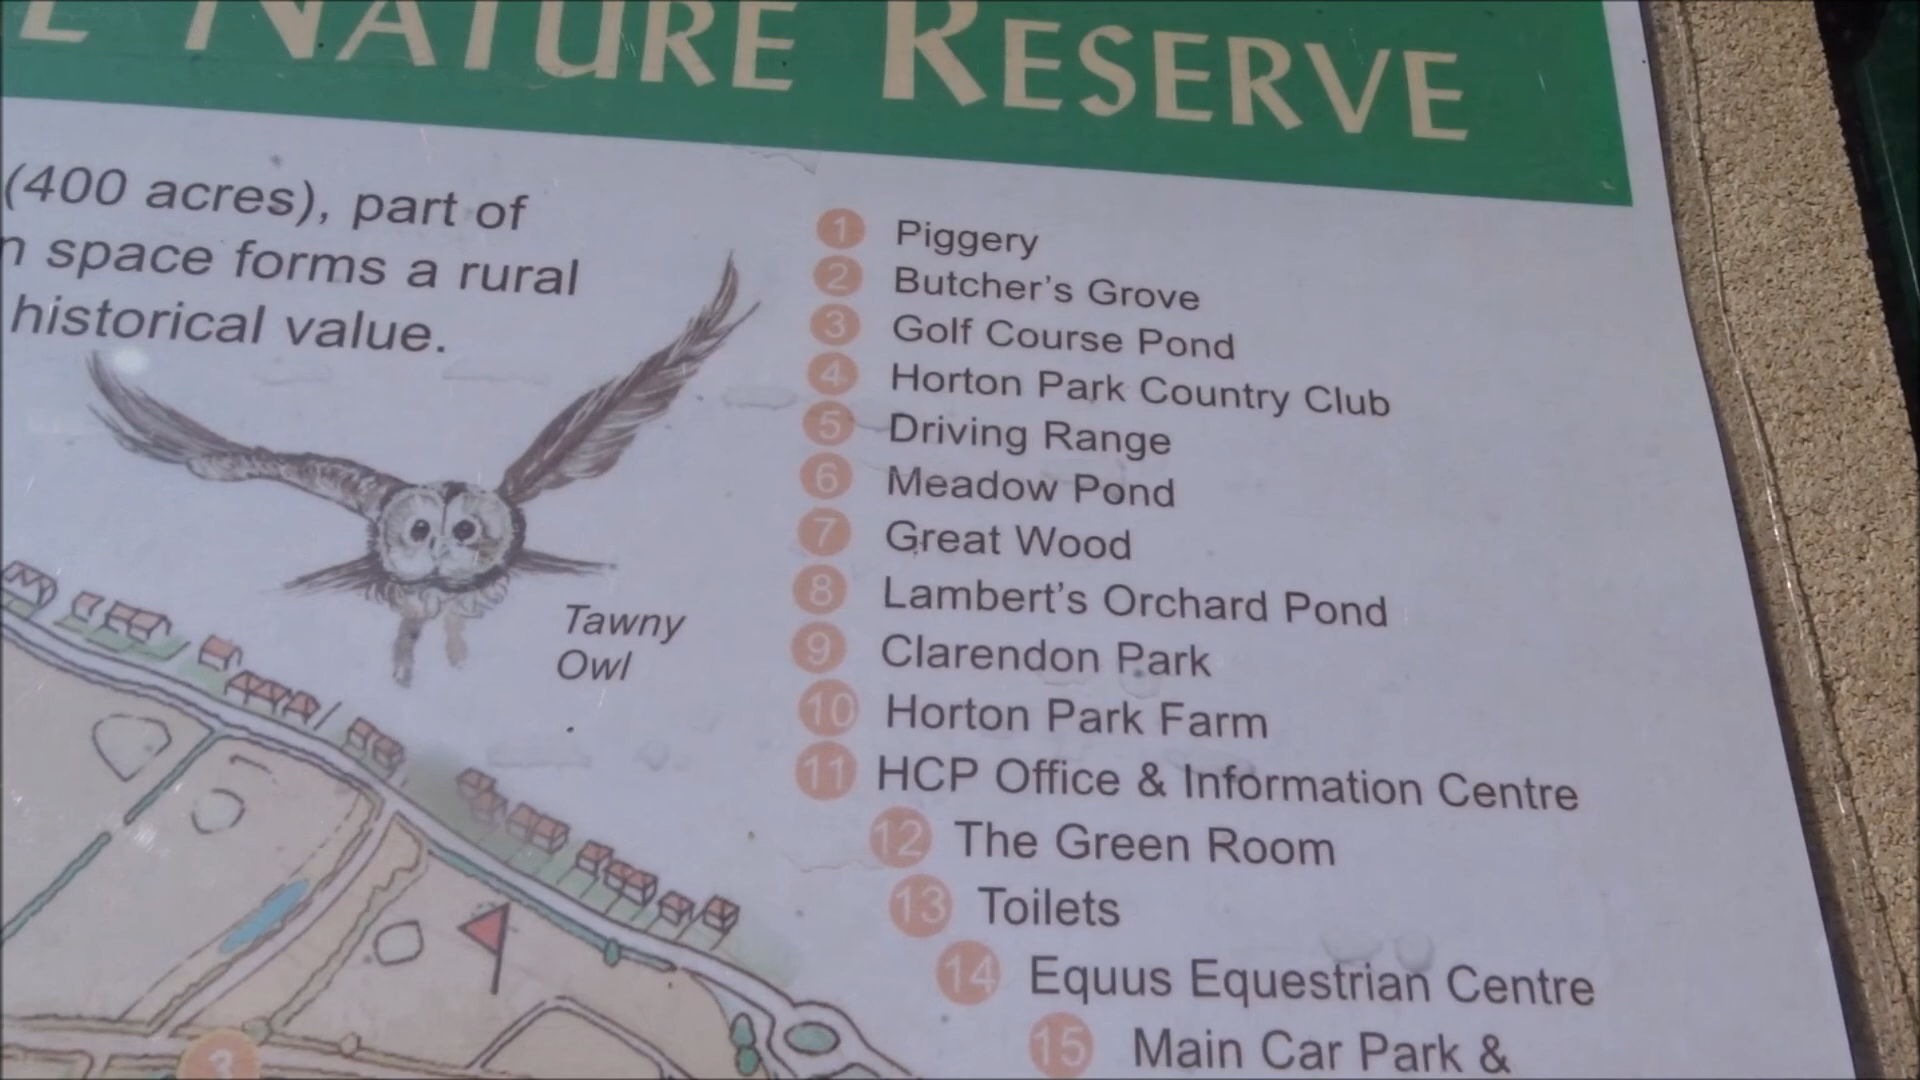 NATURE RESERVE
(400 acres), part of
space forms a rural
historical value.
Tawny
Owl
1 Piggery
2 Butcher's Grove
3 Golf Course Pond
4 Horton Park Country Club
5 Driving Range
6 Meadow Pond
7 Great Wood
8 Lambert's Orchard Pond
9 Clarendon Park
10 Horton Park Farm
11 HCP Office & Information Centre
12 The Green Room
13 Toilets
14 Equus Equestrian Centre
15 Main Car Park &
3